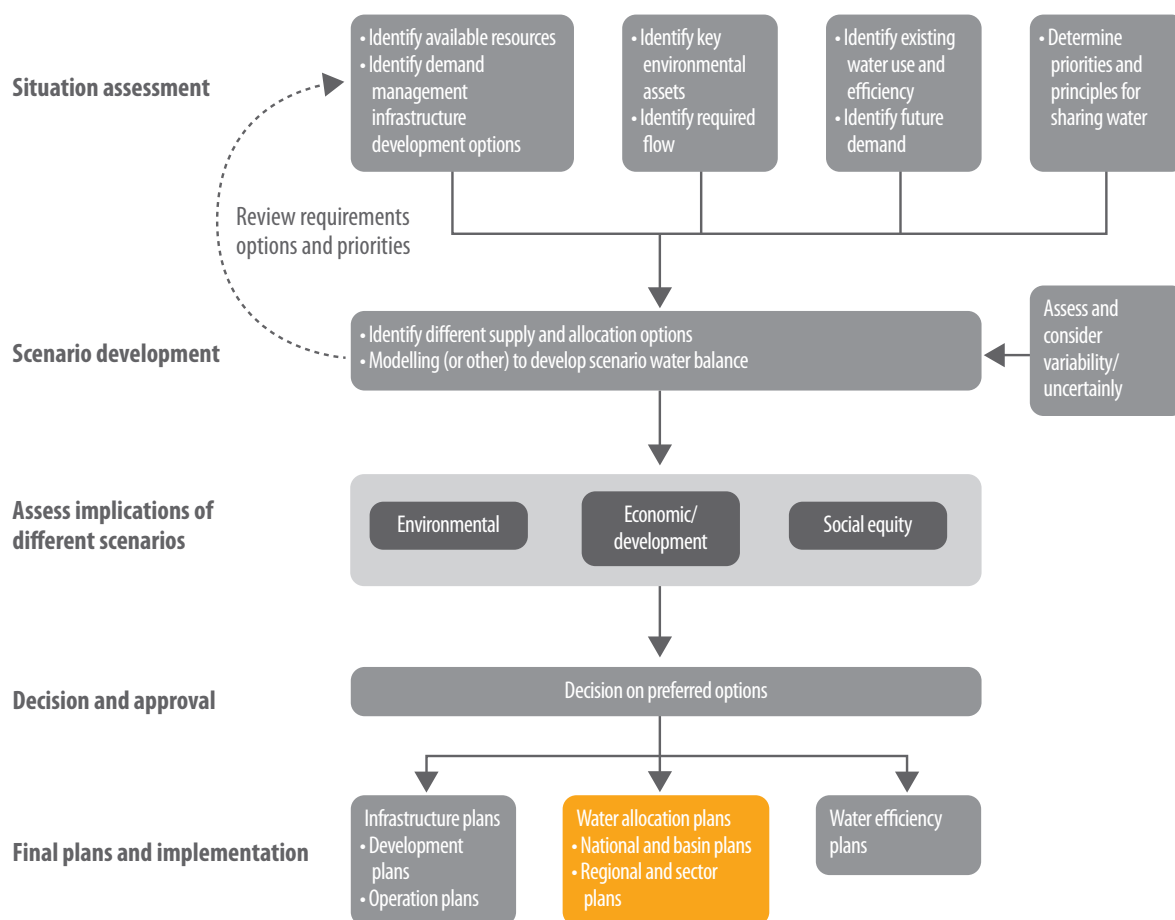 Situation assessment
• Identify available resources
• Identify demand
management
infrastructure
development options
• Identify key
environmental
assets
• Identify required
flow
• Identify existing
water use and
efficiency
• Identify future
demand
• Determine
priorities and
principles for
sharing water
Review requirements
options and priorities
Scenario development
• Identify different supply and allocation options
• Modelling (or other) to develop scenario water balance
Assess and
consider
variability/
uncertainly
Assess implications of
different scenarios
Environmental
Economic/
development
Social equity
Decision and approval
Decision on preferred options
Final plans and implementation
Infrastructure plans
• Development
plans
• Operation plans
Water allocation plans
• National and basin plans
• Regional and sector
plans
Water efficiency
plans